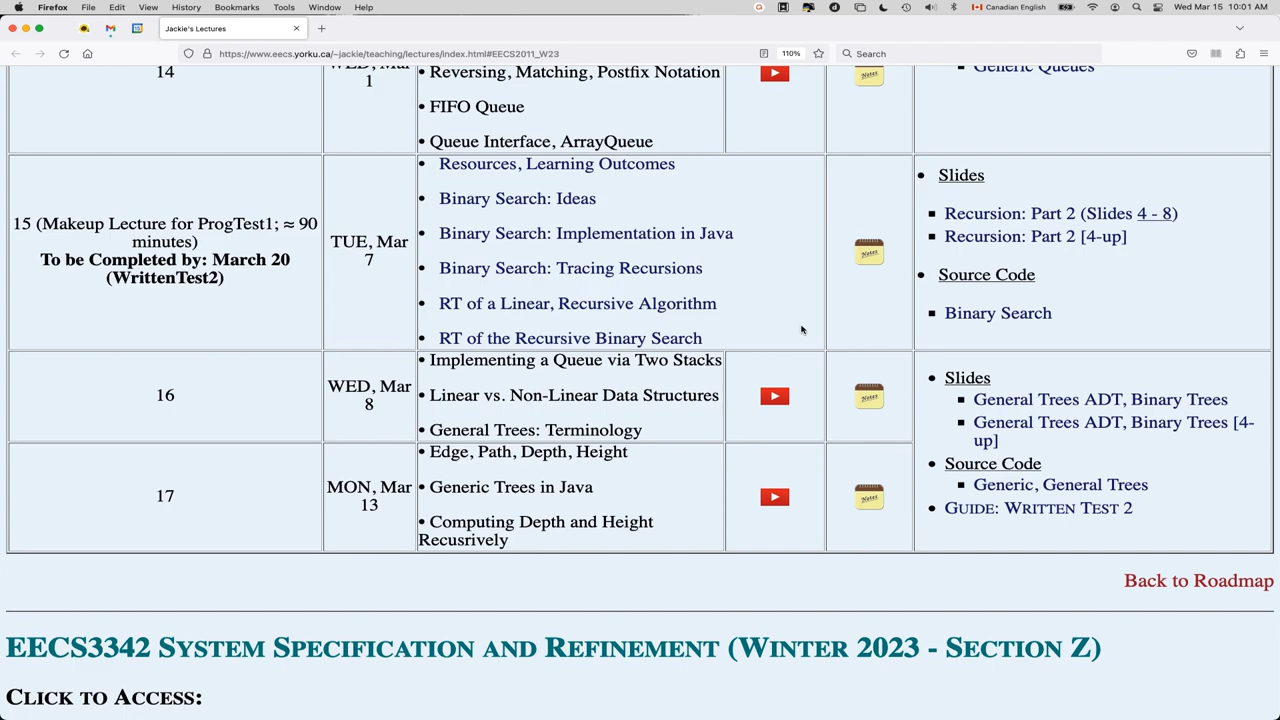 Firefox File Edit View History Bookmarks Tools Window Help Canadian English Wed Mar 15 10:01 AM
Jackie's Lectures
https://www.eecs.yorku.ca/~jackie/teaching/lectures/index.html#EECS2011_W23 110% Search
14
WED, Mar
1
• Reversing, Matching, Postfix Notation
• FIFO Queue
• Queue Interface, ArrayQueue
Notes
Generic Queues
15 (Makeup Lecture for ProgTest1; ≈ 90
minutes)
To be Completed by: March 20
(WrittenTest2)
TUE, Mar
7
• Resources, Learning Outcomes
• Binary Search: Ideas
• Binary Search: Implementation in Java
• Binary Search: Tracing Recursions
• RT of a Linear, Recursive Algorithm
• RT of the Recursive Binary Search
Notes
• Slides
▪ Recursion: Part 2 (Slides 4 - 8)
▪ Recursion: Part 2 [4-up]
• Source Code
▪ Binary Search
16
WED, Mar
8
• Implementing a Queue via Two Stacks
• Linear vs. Non-Linear Data Structures
• General Trees: Terminology
Notes
17
MON, Mar
13
• Edge, Path, Depth, Height
• Generic Trees in Java
• Computing Depth and Height
Recusrively
Notes
• Slides
▪ General Trees ADT, Binary Trees
▪ General Trees ADT, Binary Trees [4-
up]
• Source Code
▪ Generic, General Trees
• GUIDE: WRITTEN TEST 2
Back to Roadmap
EECS3342 SYSTEM SPECIFICATION AND REFINEMENT (WINTER 2023 - SECTION Z)
CLICK TO ACCESS: